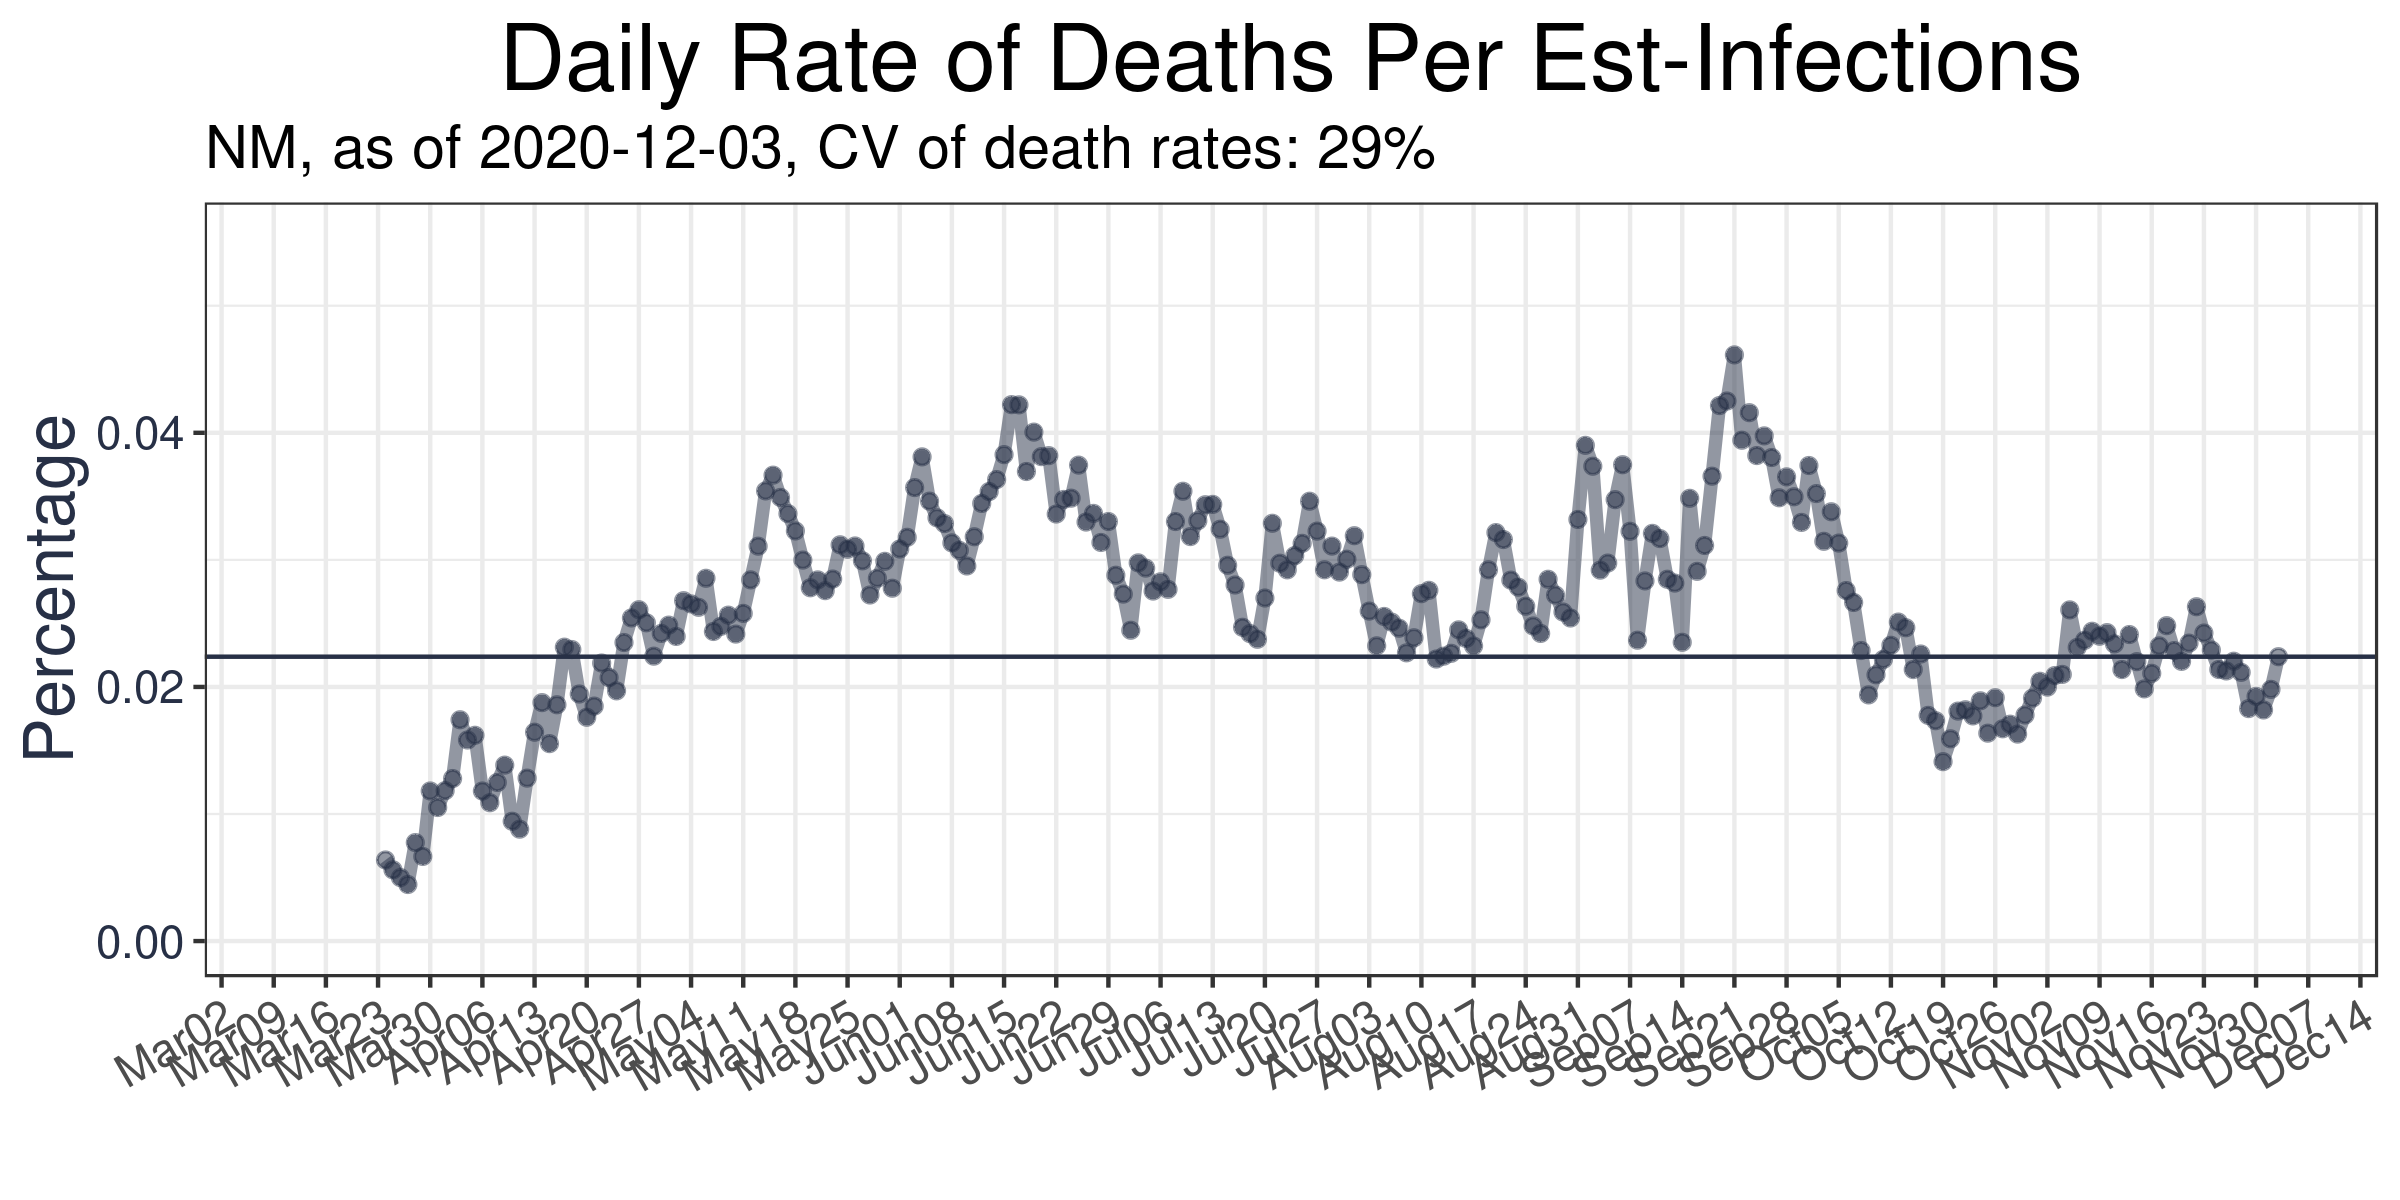 Daily Rate of Deaths Per Est-Infections
NM, as of 2020-12-03, CV of death rates: 29%
Percentage
0.04
0.02
0.00
Mar02
Mar09
Mar16
Mar23
Mar30
Apr06
Apr13
Apr20
Apr27
May04
May11
May18
May25
Jun01
Jun08
Jun15
Jun22
Jun29
Jul06
Jul13
Jul20
Jul27
Aug03
Aug10
Aug17
Aug24
Aug31
Sep07
Sep14
Sep21
Sep28
Oct05
Oct12
Oct19
Oct26
Nov02
Nov09
Nov16
Nov23
Nov30
Dec07
Dec14